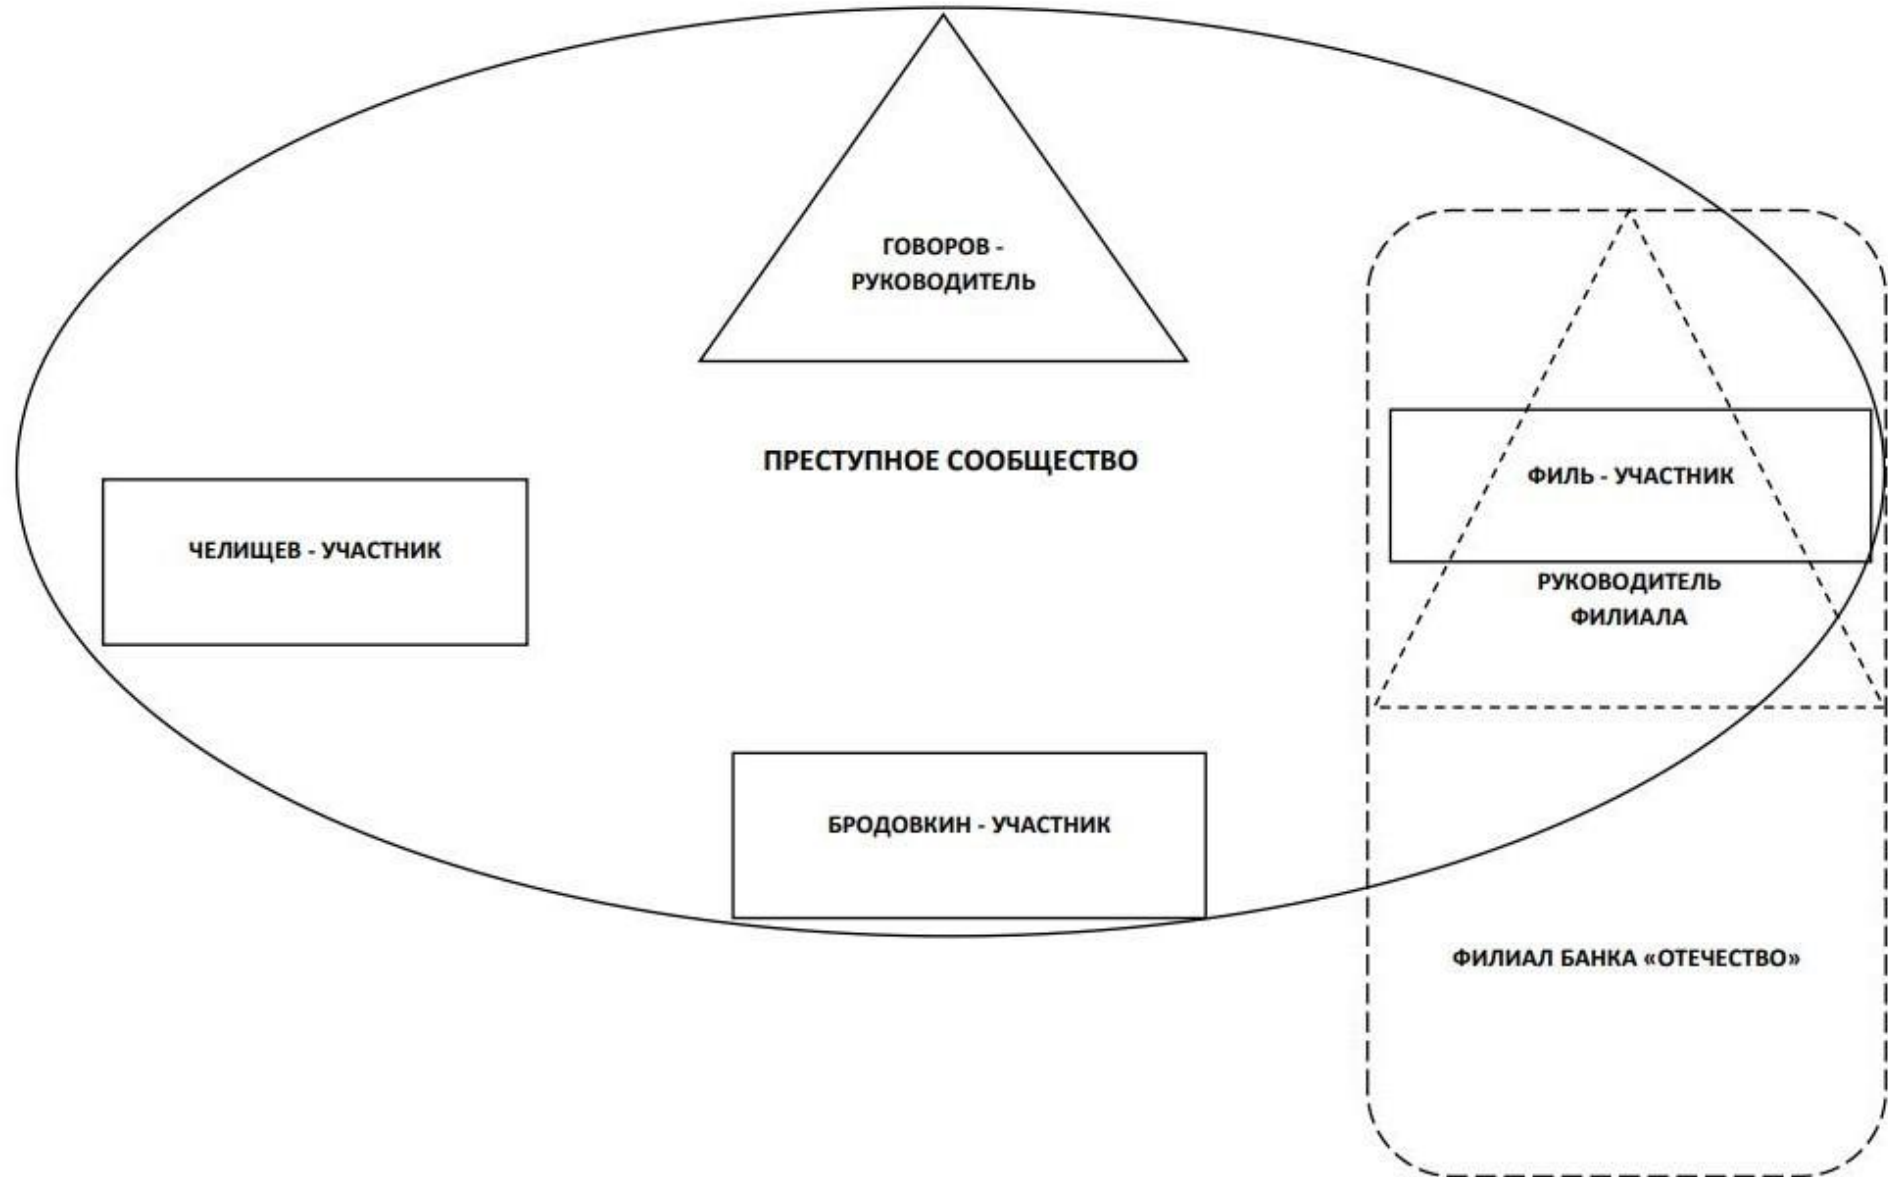 ГОВОРОВ -
РУКОВОДИТЕЛЬ
ПРЕСТУПНОЕ СООБЩЕСТВО
ФИЛЬ - УЧАСТНИК
ЧЕЛИЩЕВ - УЧАСТНИК
РУКОВОДИТЕЛЬ
ФИЛИАЛА
БРОДОВКИН - УЧАСТНИК
ФИЛИАЛ БАНКА «ОТЕЧЕСТВО»